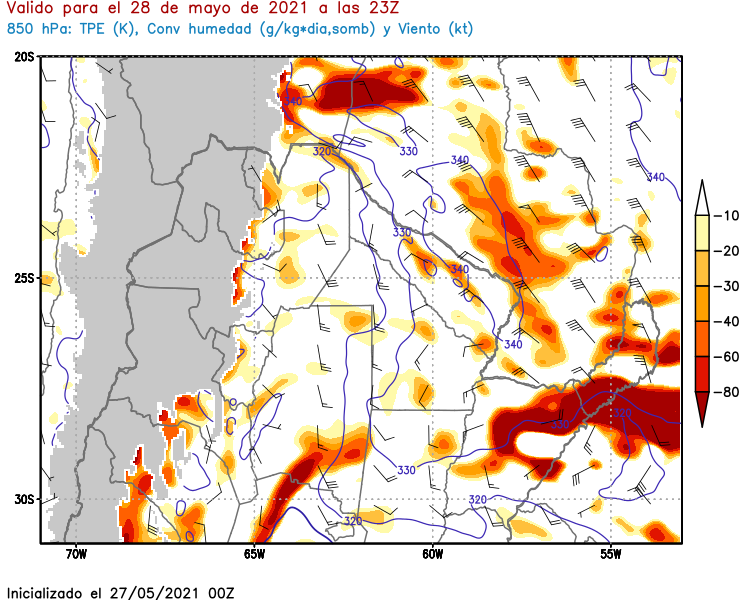 Valido para el 28 de mayo de 2021 a las 23Z
850 hPa: TPE (K), Conv humedad (g/kg*dia,somb) y Viento (kt)
20S
340
320
330
340
340
-10
330
-20
25S
340
-30
340
-40
-60
-80
330
320
330
320
30S
320
70W 65W 60W 55W
Inicializado el 27/05/2021 00Z